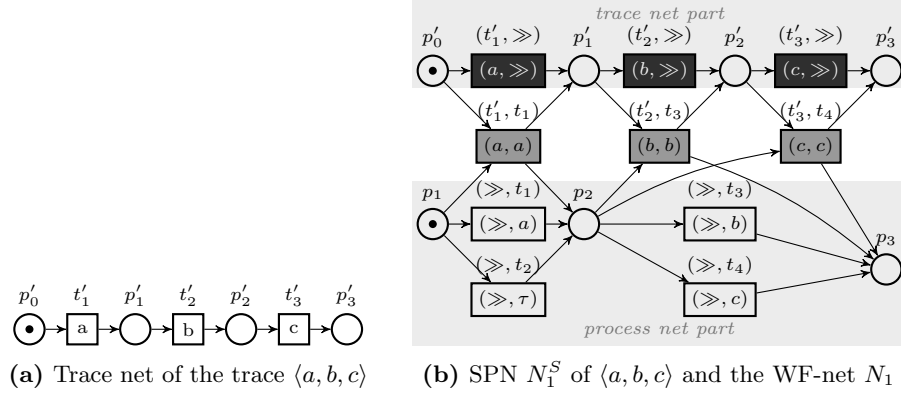 trace net part
p′₀ (t′₁, ≫) p′₁ (t′₂, ≫) p′₂ (t′₃, ≫) p′₃
(a, ≫) (b, ≫) (c, ≫)
(t′₁, t₁) (t′₂, t₃) (t′₃, t₄)
(a, a) (b, b) (c, c)
p₁ (≫, t₁) p₂ (≫, t₃)
(≫, a) (≫, b) p₃
(≫, t₂) (≫, t₄)
(≫, τ) (≫, c)
process net part
p′₀ t′₁ p′₁ t′₂ p′₂ t′₃ p′₃
a b c
(a) Trace net of the trace ⟨a, b, c⟩
(b) SPN N₁ˢ of ⟨a, b, c⟩ and the WF-net N₁